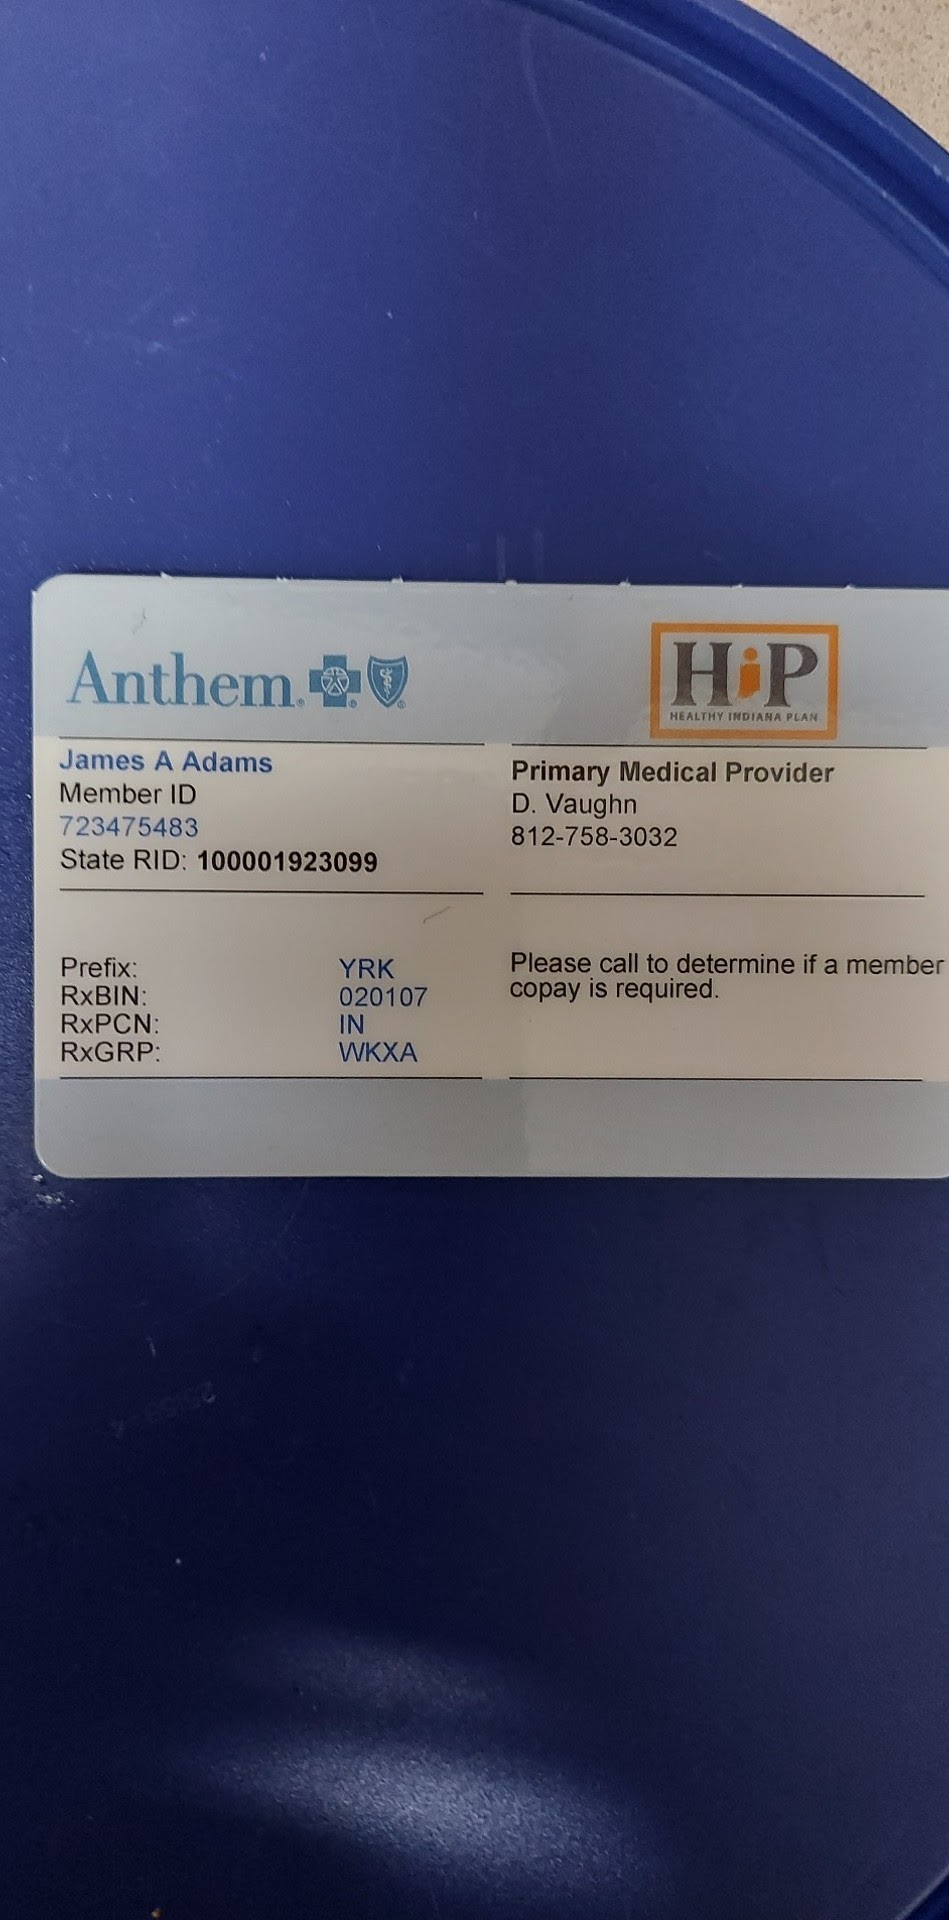 Anthem
HiP
HEALTHY INDIANA PLAN
James A Adams
Member ID
723475483
State RID: 100001923099
Primary Medical Provider
D. Vaughn
812-758-3032
Prefix: YRK
RxBIN: 020107
RxPCN: IN
RxGRP: WKXA
Please call to determine if a member
copay is required.